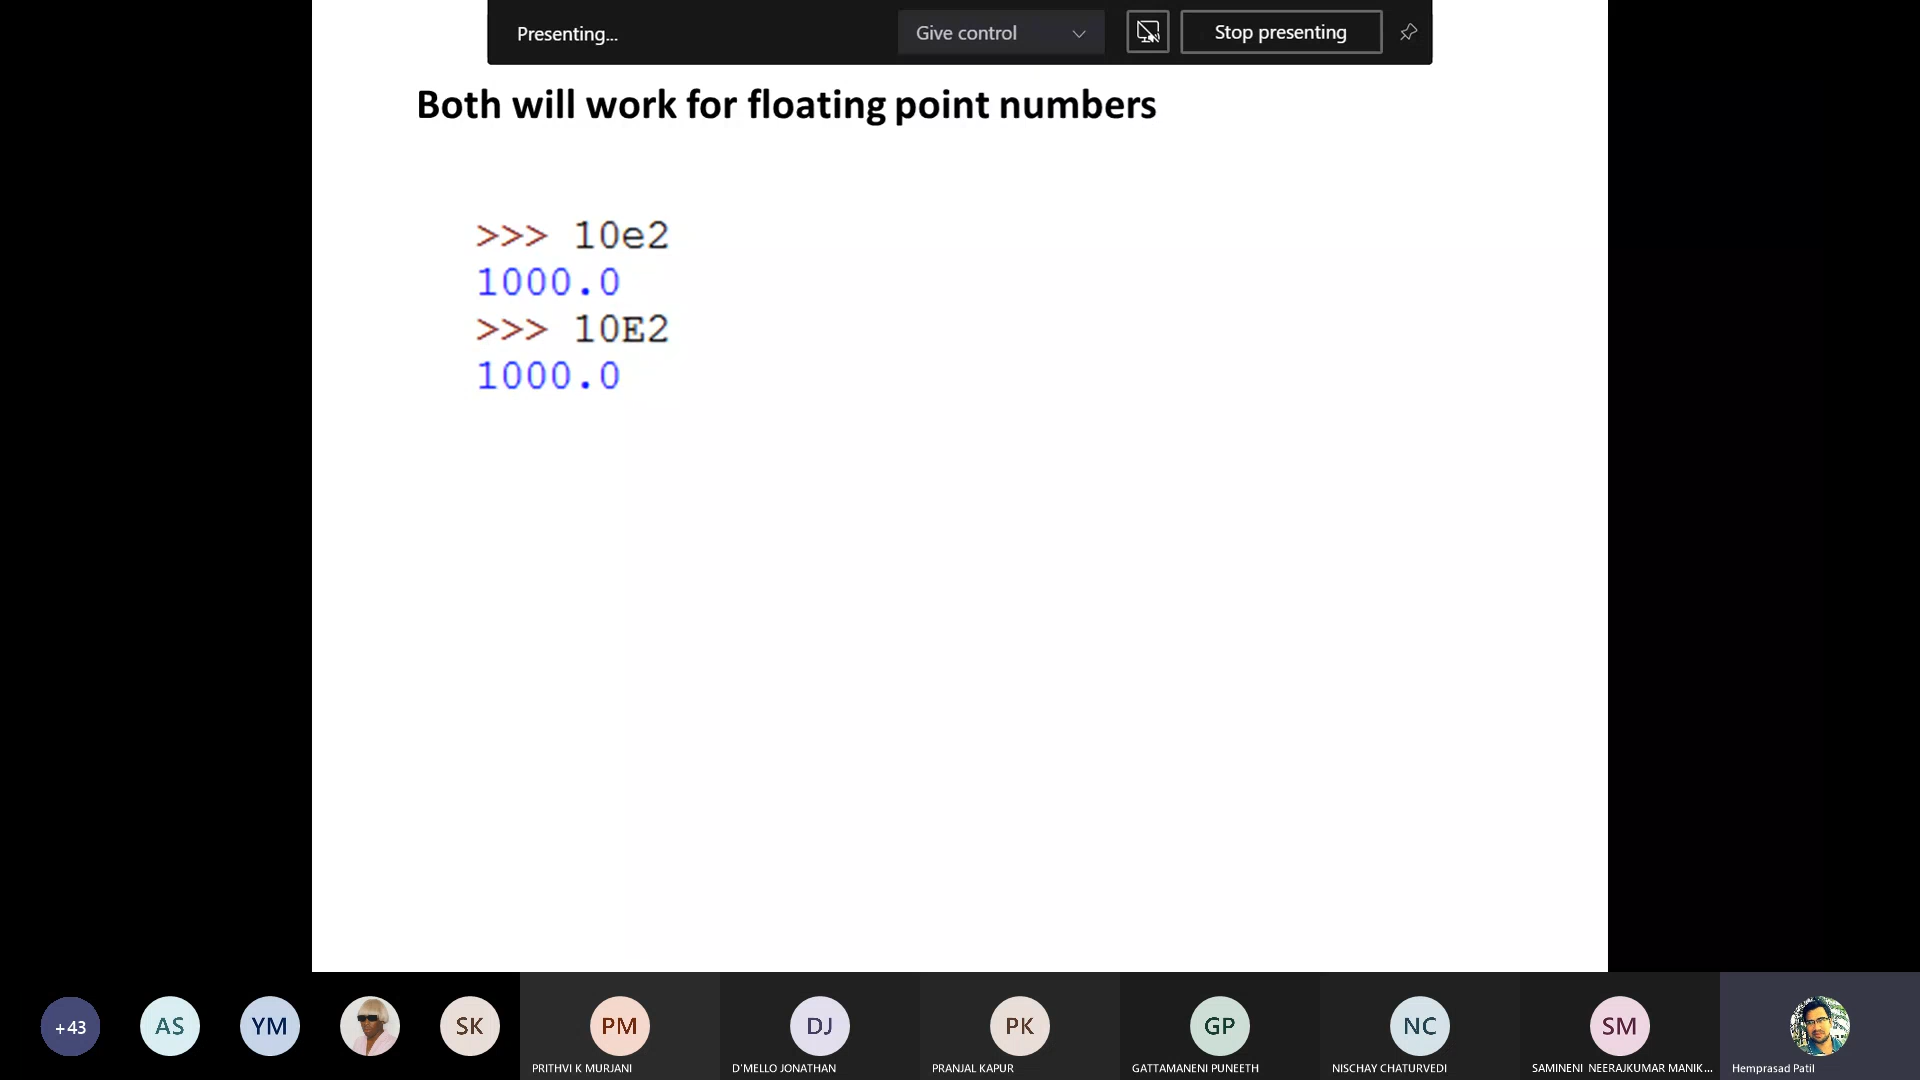 Presenting...
Give control
Stop presenting
Both will work for floating point numbers
>>> 10e2
1000.0
>>> 10E2
1000.0
+43
AS
YM
SK
PM
DJ
PK
GP
NC
SM
PRITHVI K MURJANI
D'MELLO JONATHAN
PRANJAL KAPUR
GATTAMANENI PUNEETH
NISCHAY CHATURVEDI
SAMINENI NEERAJKUMAR MANIK...
Hemprasad Patil